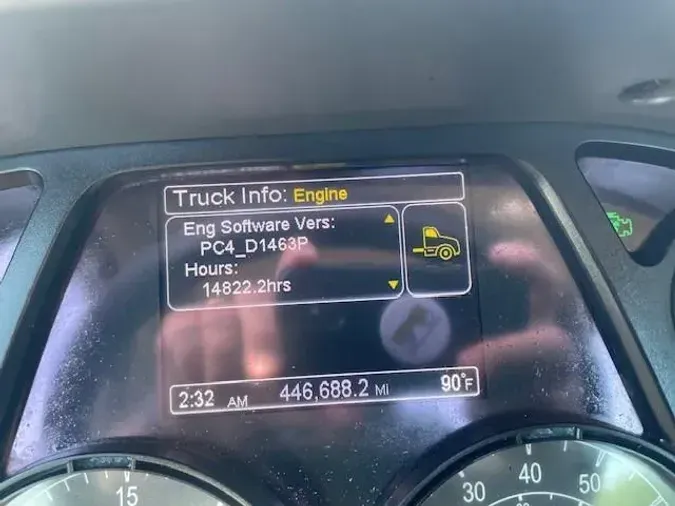 Truck Info: Engine
Eng Software Vers:
PC4_D1463P
Hours:
14822.2hrs
2:32 AM 446,688.2 MI 90°F
15
30 40 50